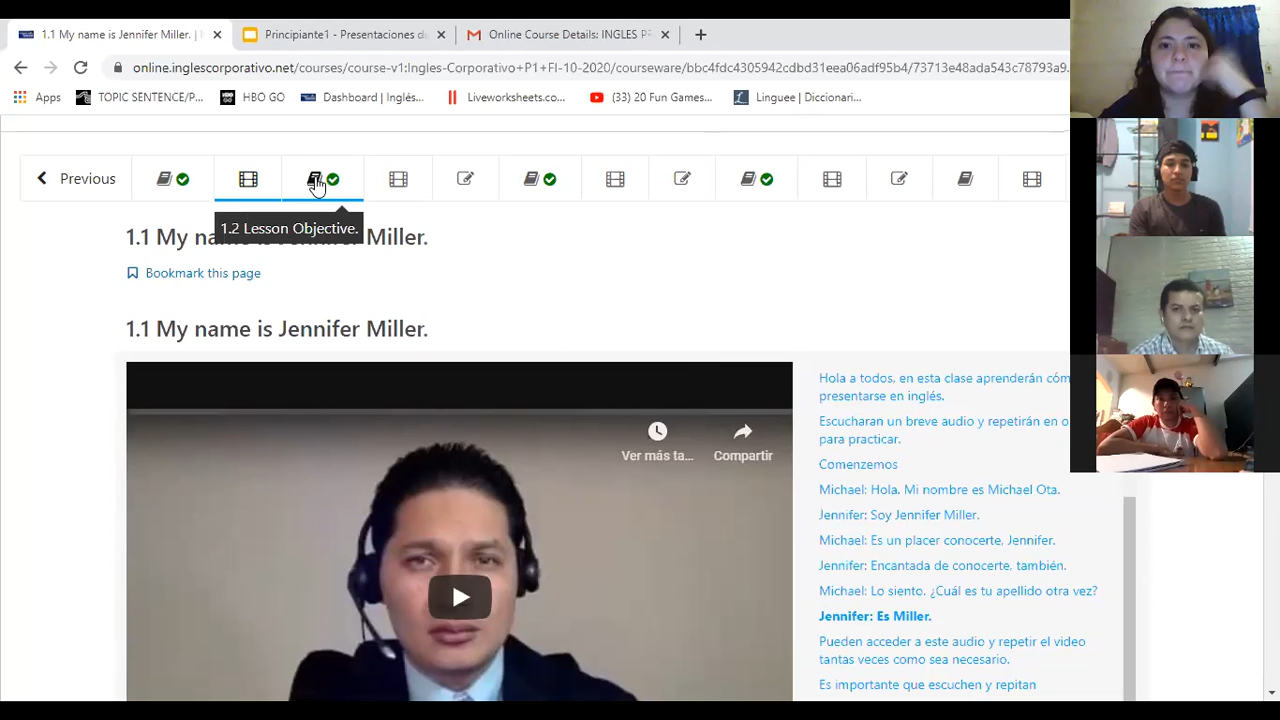 1.1 My name is Jennifer Miller. |
Principiante1 - Presentaciones d
Online Course Details: INGLES P
online.inglescorporativo.net/courses/course-v1:Ingles-Corporativo+P1+FI-10-2020/courseware/bbc4fdc4305942cdbd31eea06adf95b4/73713e48ada543c78793a9.
Apps
TOPIC SENTENCE/P...
HBO GO
Dashboard | Inglés...
Liveworksheets.co...
(33) 20 Fun Games...
Linguee | Diccionari...
Previous
1.2 Lesson Objective.
1.1 My name is Jennifer Miller.
Bookmark this page
1.1 My name is Jennifer Miller.
Ver más ta...
Compartir
Hola a todos, en esta clase aprenderán cóm
presentarse en inglés.
Escucharan un breve audio y repetirán en o
para practicar.
Comenzemos
Michael: Hola. Mi nombre es Michael Ota.
Jennifer: Soy Jennifer Miller.
Michael: Es un placer conocerte, Jennifer.
Jennifer: Encantada de conocerte, también.
Michael: Lo siento. ¿Cuál es tu apellido otra vez?
Jennifer: Es Miller.
Pueden acceder a este audio y repetir el video
tantas veces como sea necesario.
Es importante que escuchen y repitan